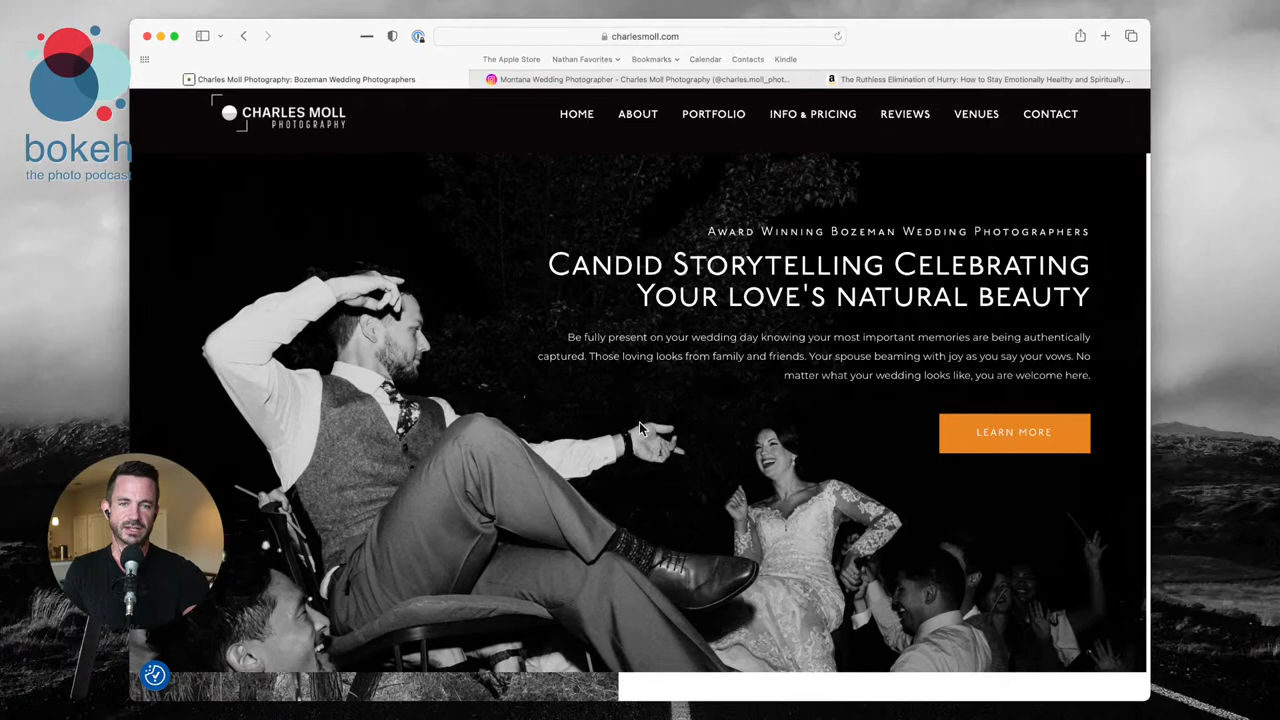 bokeh
the photo podcast
charlesmoll.com
The Apple Store Nathan Favorites Bookmarks Calendar Contacts Kindle
Charles Moll Photography: Bozeman Wedding Photographers
Montana Wedding Photographer - Charles Moll Photography (@charles.moll_phot...
The Ruthless Elimination of Hurry: How to Stay Emotionally Healthy and Spiritually...
CHARLES MOLL
PHOTOGRAPHY
HOME ABOUT PORTFOLIO INFO & PRICING REVIEWS VENUES CONTACT
Award Winning Bozeman Wedding Photographers
Candid Storytelling Celebrating
Your love's natural beauty
Be fully present on your wedding day knowing your most important memories are being authentically
captured. Those loving looks from family and friends. Your spouse beaming with joy as you say your vows. No
matter what your wedding looks like, you are welcome here.
LEARN MORE